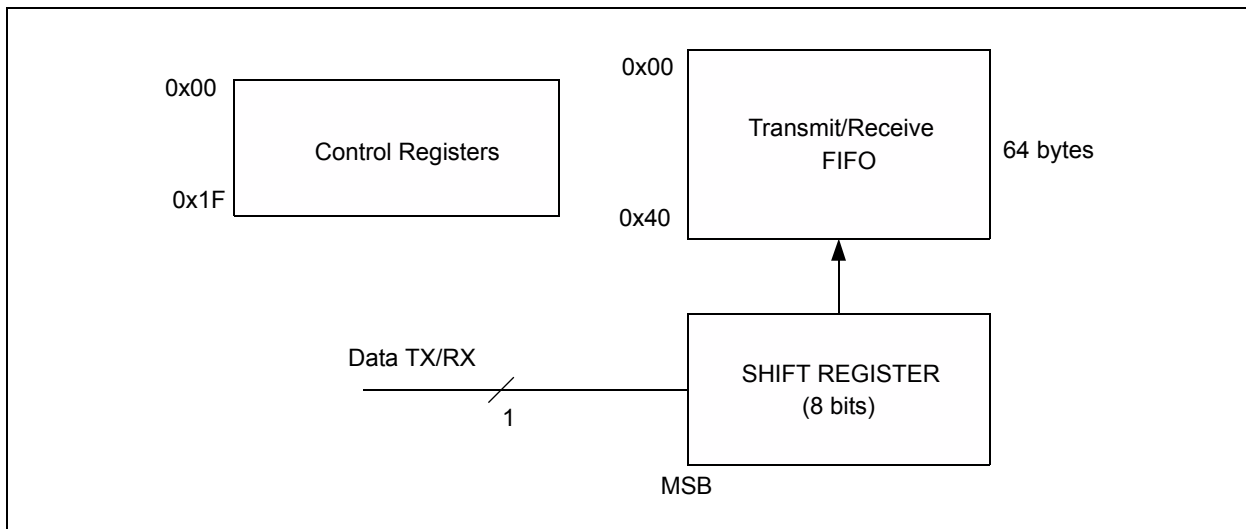 0x00
Control Registers
0x1F
0x00
Transmit/Receive
FIFO
64 bytes
0x40
Data TX/RX
1
SHIFT REGISTER
(8 bits)
MSB